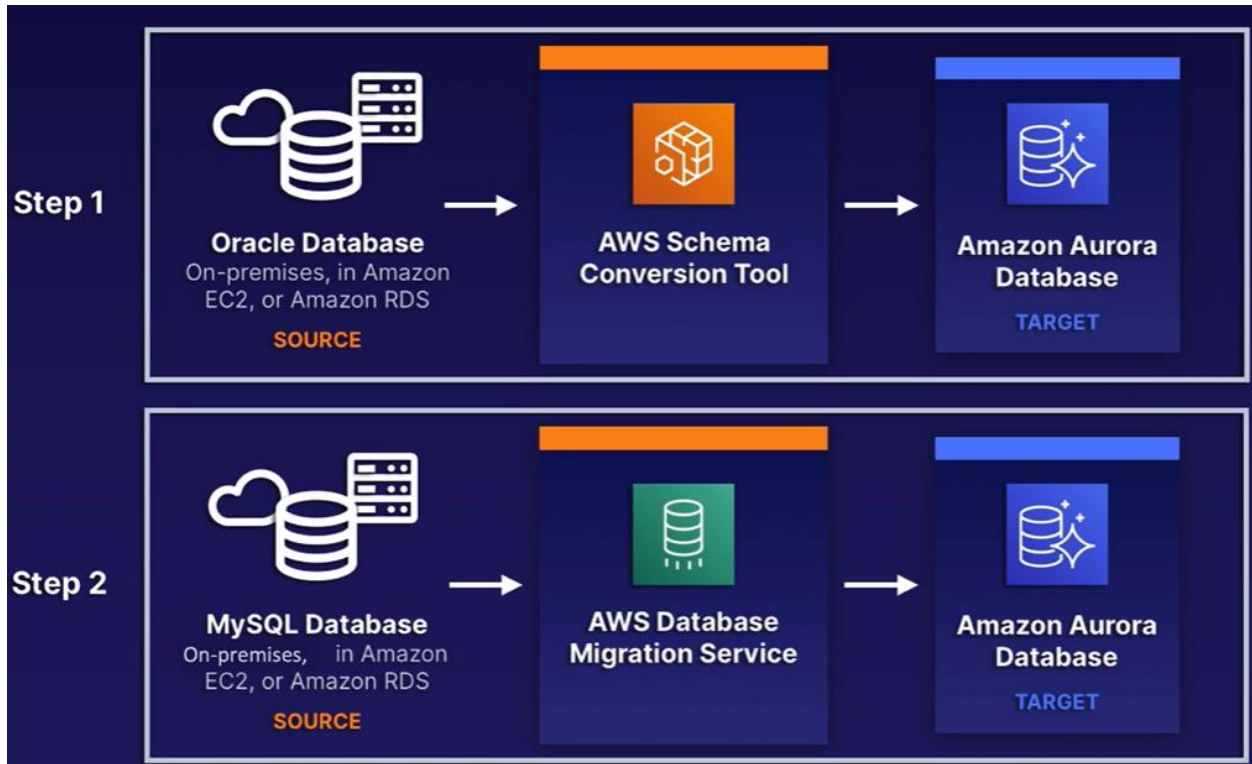 Step 1
Oracle Database
On-premises, in Amazon
EC2, or Amazon RDS
SOURCE
AWS Schema
Conversion Tool
Amazon Aurora
Database
TARGET
Step 2
MySQL Database
On-premises, in Amazon
EC2, or Amazon RDS
SOURCE
AWS Database
Migration Service
Amazon Aurora
Database
TARGET